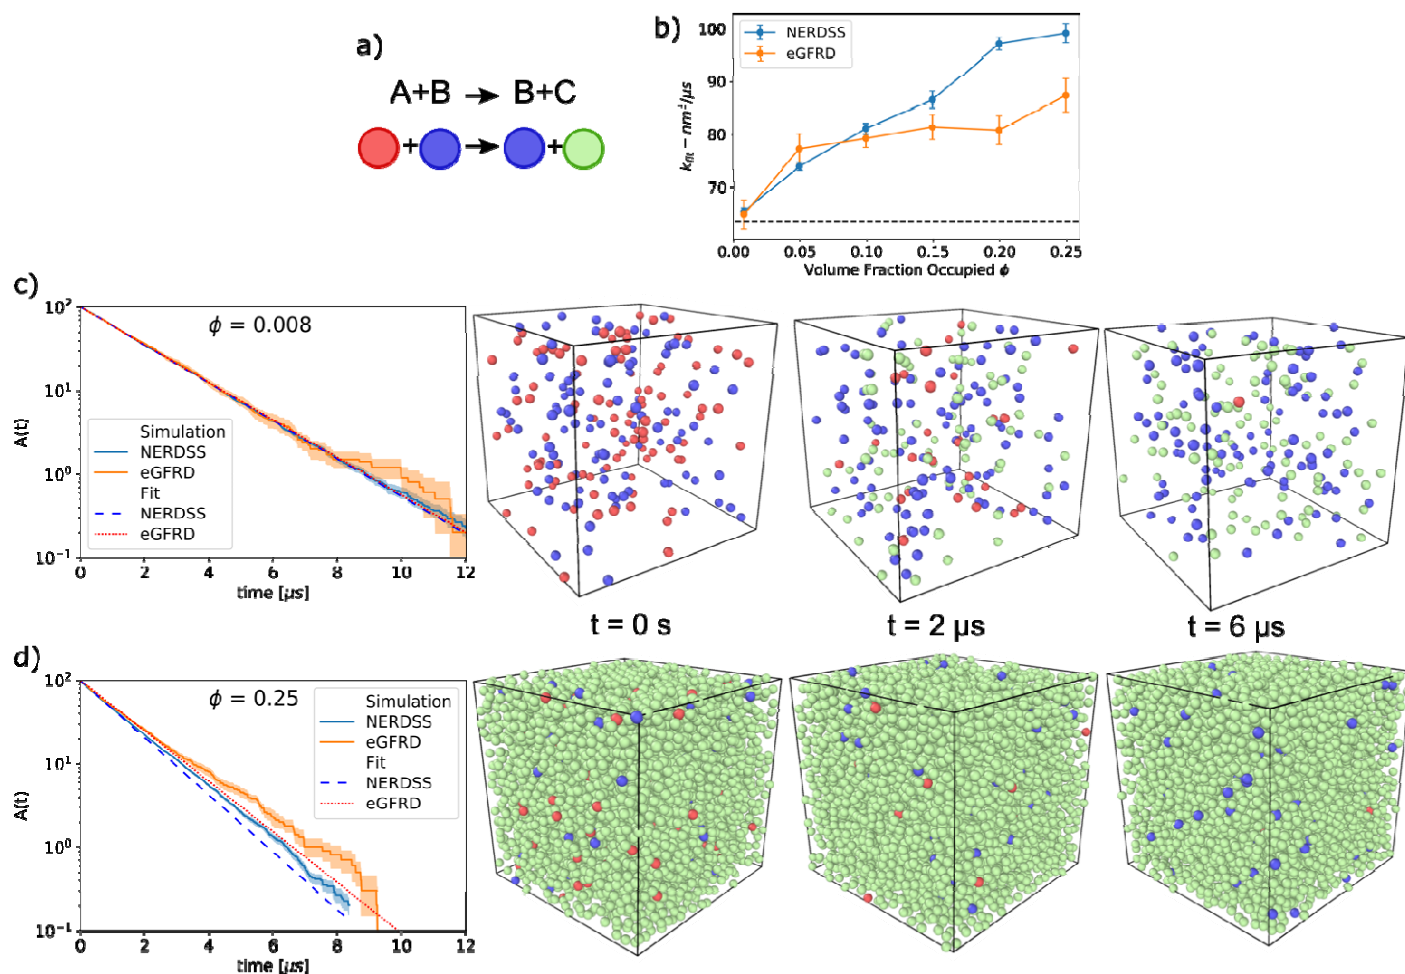 a)
A+B → B+C
+ → +
b)
NERDSS
eGFRD
100
90
80
70
0.00 0.05 0.10 0.15 0.20 0.25
Volume Fraction Occupied ϕ
c)
ϕ = 0.008
10²
10¹
10⁰
10⁻¹
A(t)
Simulation
NERDSS
eGFRD
Fit
NERDSS
eGFRD
0 2 4 6 8 10 12
time [μs]
t = 0 s
t = 2 μs
t = 6 μs
d)
ϕ = 0.25
10²
10¹
10⁰
10⁻¹
A(t)
Simulation
NERDSS
eGFRD
Fit
NERDSS
eGFRD
0 2 4 6 8 10 12
time [μs]